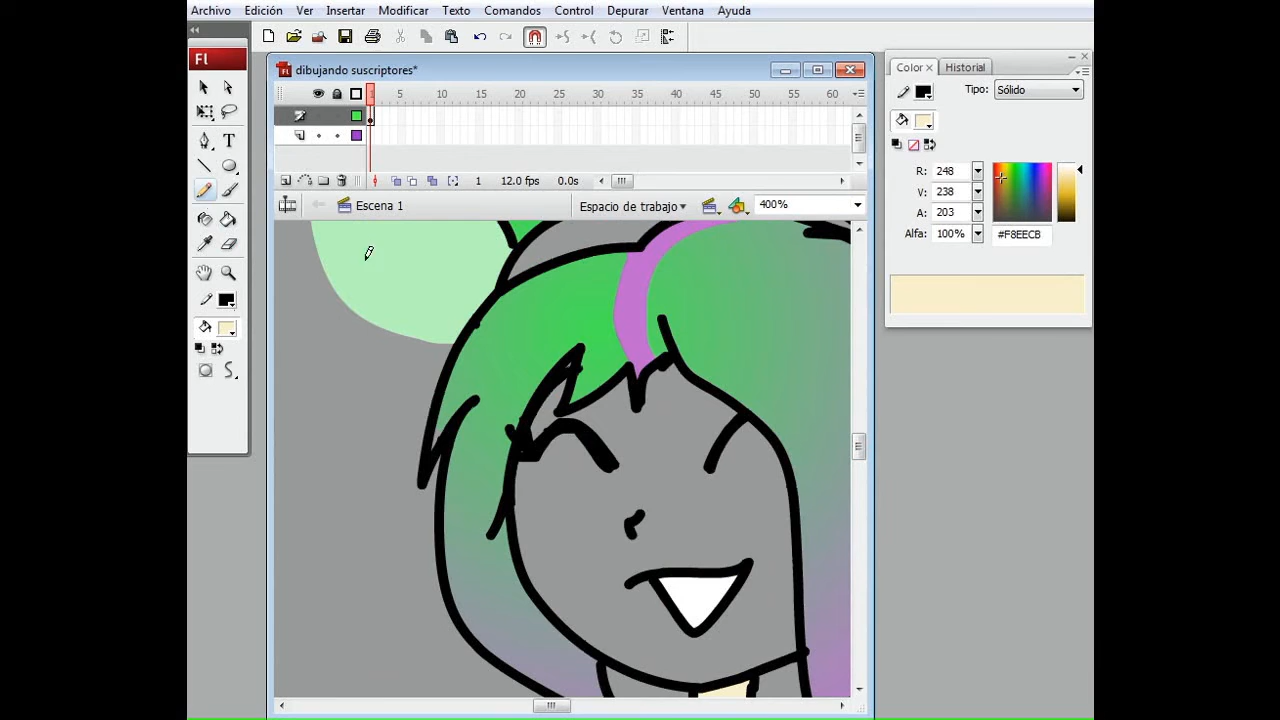 Archivo Edición Ver Insertar Modificar Texto Comandos Control Depurar Ventana Ayuda
Fl
dibujando suscriptores*
1 5 10 15 20 25 30 35 40 45 50 55 60
1 12.0 fps 0.0s
Escena 1 Espacio de trabajo 400%
Color Historial
Tipo: Sólido
R: 248
V: 238
A: 203
Alfa: 100% #F8EECB
T